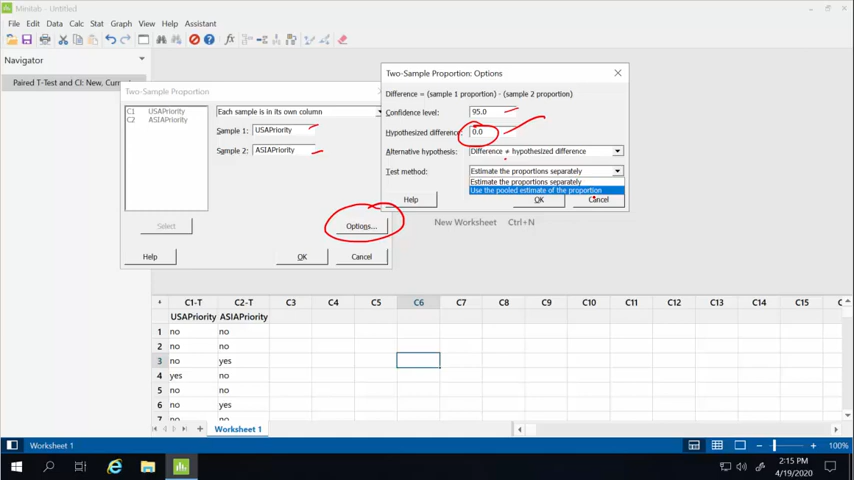 Minitab - Untitled
File Edit Data Calc Stat Graph View Help Assistant
Navigator
Paired T-Test and CI: New, Curr
Two-Sample Proportion
C1 USAPriority
C2 ASIAPriority
Each sample is in its own column
Sample 1: USAPriority
Sample 2: ASIAPriority
Select
Options...
Help
OK
Cancel
Two-Sample Proportion: Options
Difference = (sample 1 proportion) - (sample 2 proportion)
Confidence level: 95.0
Hypothesized difference: 0.0
Alternative hypothesis: Difference ≠ hypothesized difference
Test method: Estimate the proportions separately
Estimate the proportions separately
Use the pooled estimate of the proportion
Help
OK
Cancel
New Worksheet Ctrl+N
C1-T C2-T C3 C4 C5 C6 C7 C8 C9 C10 C11 C12 C13 C14 C15
USAPriority ASIAPriority
1 no no
2 no no
3 no yes
4 yes no
5 no no
6 no yes
7 no no
Worksheet 1
Worksheet 1
100%
2:15 PM
4/19/2020